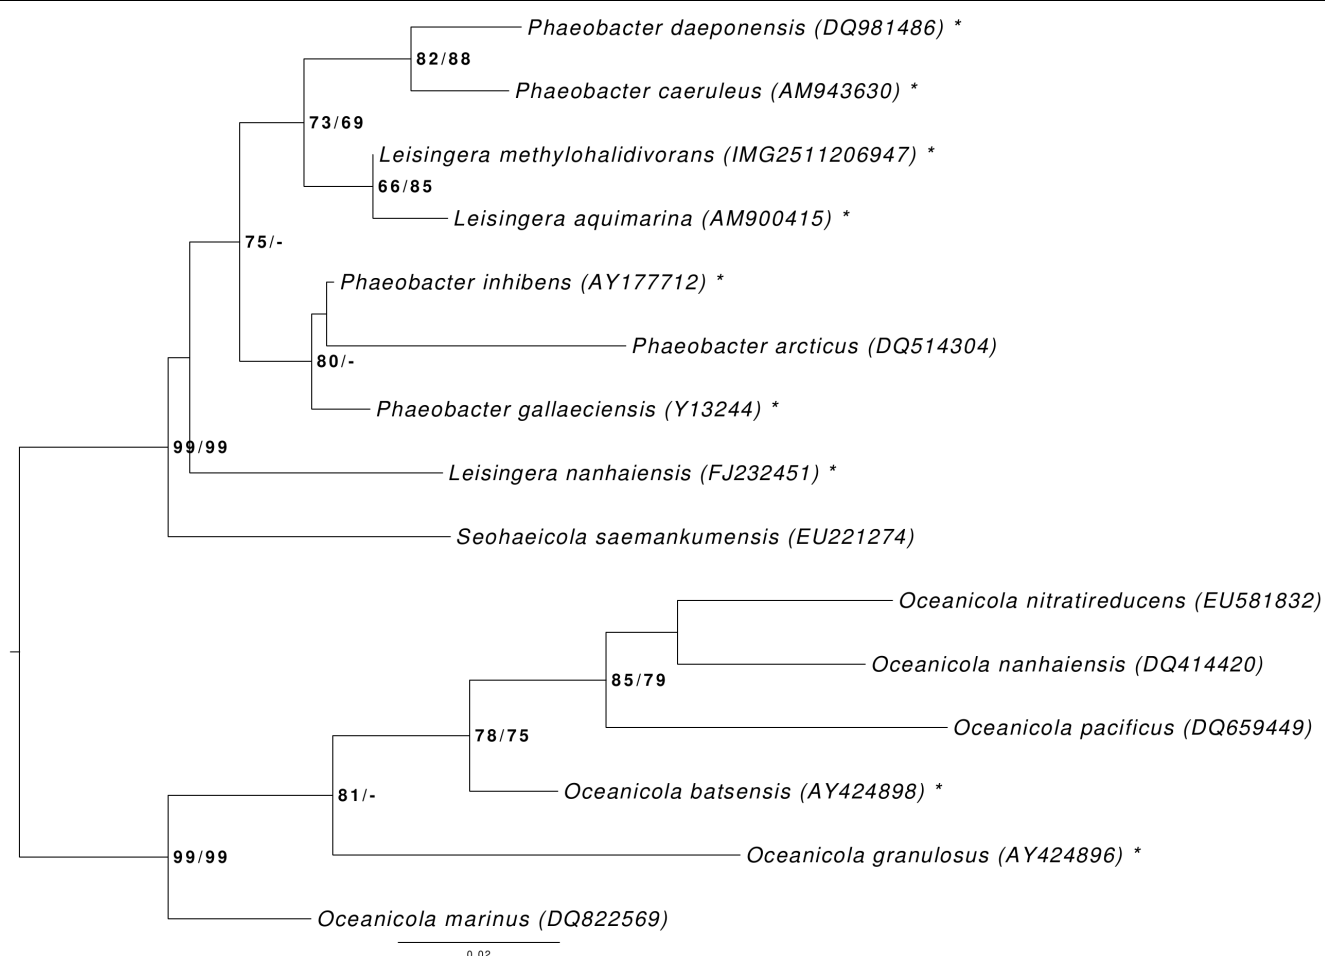 Phaeobacter daeponensis (DQ981486) *
82/88
Phaeobacter caeruleus (AM943630) *
73/69
Leisingera methylohalidivorans (IMG2511206947) *
66/85
Leisingera aquimarina (AM900415) *
75/-
Phaeobacter inhibens (AY177712) *
Phaeobacter arcticus (DQ514304)
80/-
Phaeobacter gallaeciensis (Y13244) *
99/99
Leisingera nanhaiensis (FJ232451) *
Seohaeicola saemankumensis (EU221274)
Oceanicola nitratireducens (EU581832)
Oceanicola nanhaiensis (DQ414420)
85/79
Oceanicola pacificus (DQ659449)
78/75
Oceanicola batsensis (AY424898) *
81/-
Oceanicola granulosus (AY424896) *
99/99
Oceanicola marinus (DQ822569)
0.02